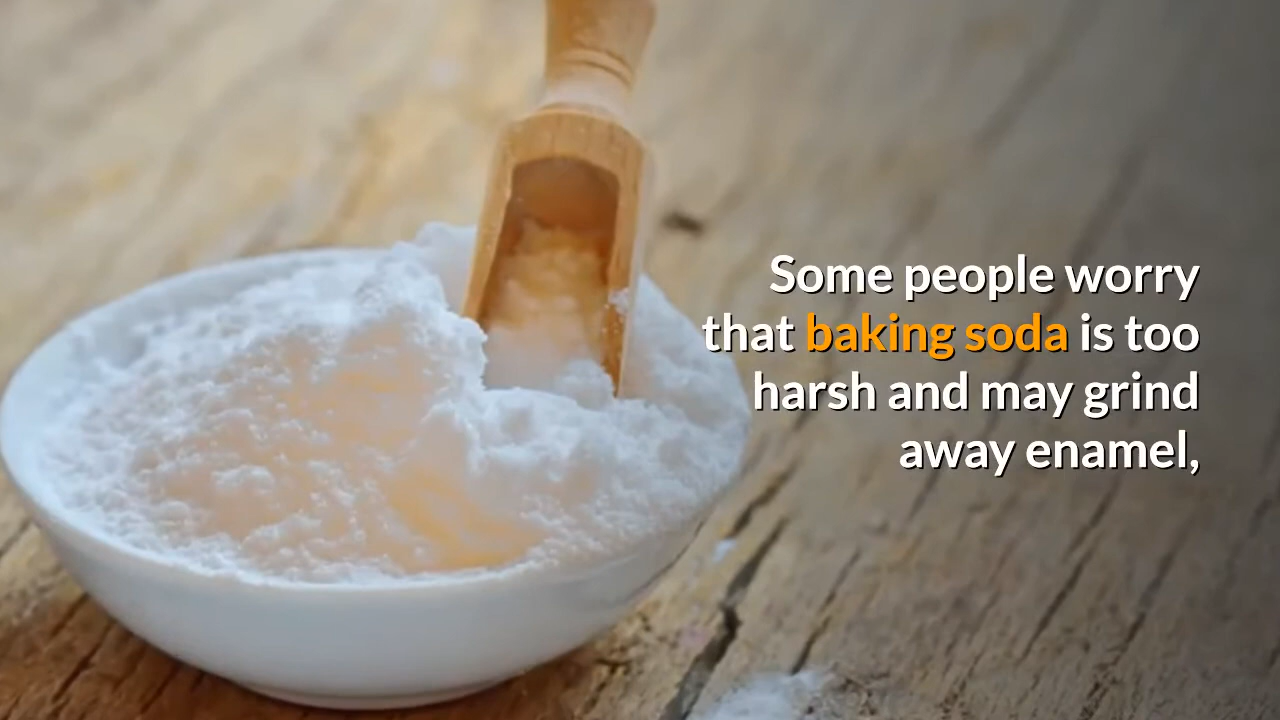 Some people worry
that baking soda is too
harsh and may grind
away enamel,